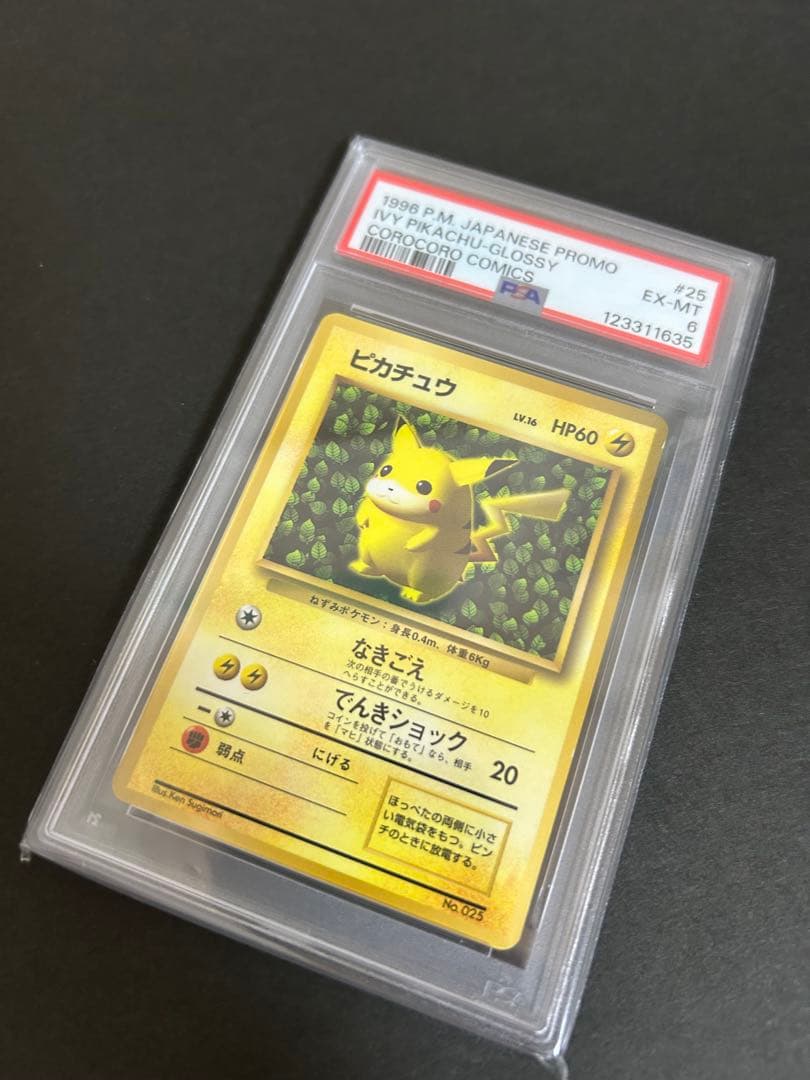 1996 P.M. JAPANESE PROMO
#25
IVY PIKACHU-GLOSSY
EX-MT
COROCORO COMICS
6
PSA
123311635
ピカチュウ
LV.16 HP60
ねずみポケモン：身長0.4m、体重6Kg
なきごえ
次の相手の番でうけるダメージを10
へらすことができる。
でんきショック
20
コインを投げて「おもて」なら、相手
を「マヒ」状態にする。
弱点
にげる
Illus.Ken Sugimori
ほっぺたの両側に小さ
い電気袋をもつ。ピン
チのときに放電する。
No.025